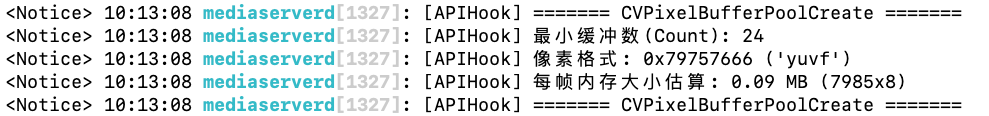 <Notice> 10:13:08 mediaserverd[1327]: [APIHook] ======= CVPixelBufferPoolCreate =======
<Notice> 10:13:08 mediaserverd[1327]: [APIHook] 最小缓冲数(Count): 24
<Notice> 10:13:08 mediaserverd[1327]: [APIHook] 像素格式: 0x79757666 ('yuvf')
<Notice> 10:13:08 mediaserverd[1327]: [APIHook] 每帧内存大小估算: 0.09 MB (7985x8)
<Notice> 10:13:08 mediaserverd[1327]: [APIHook] ======= CVPixelBufferPoolCreate =======